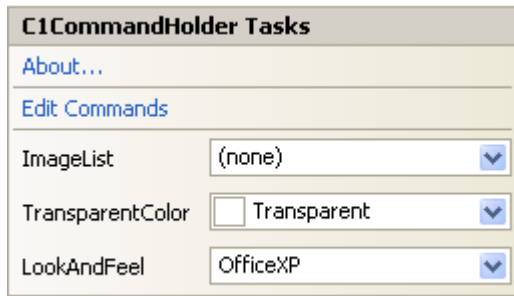 C1CommandHolder Tasks
About...
Edit Commands
ImageList (none)
TransparentColor Transparent
LookAndFeel OfficeXP